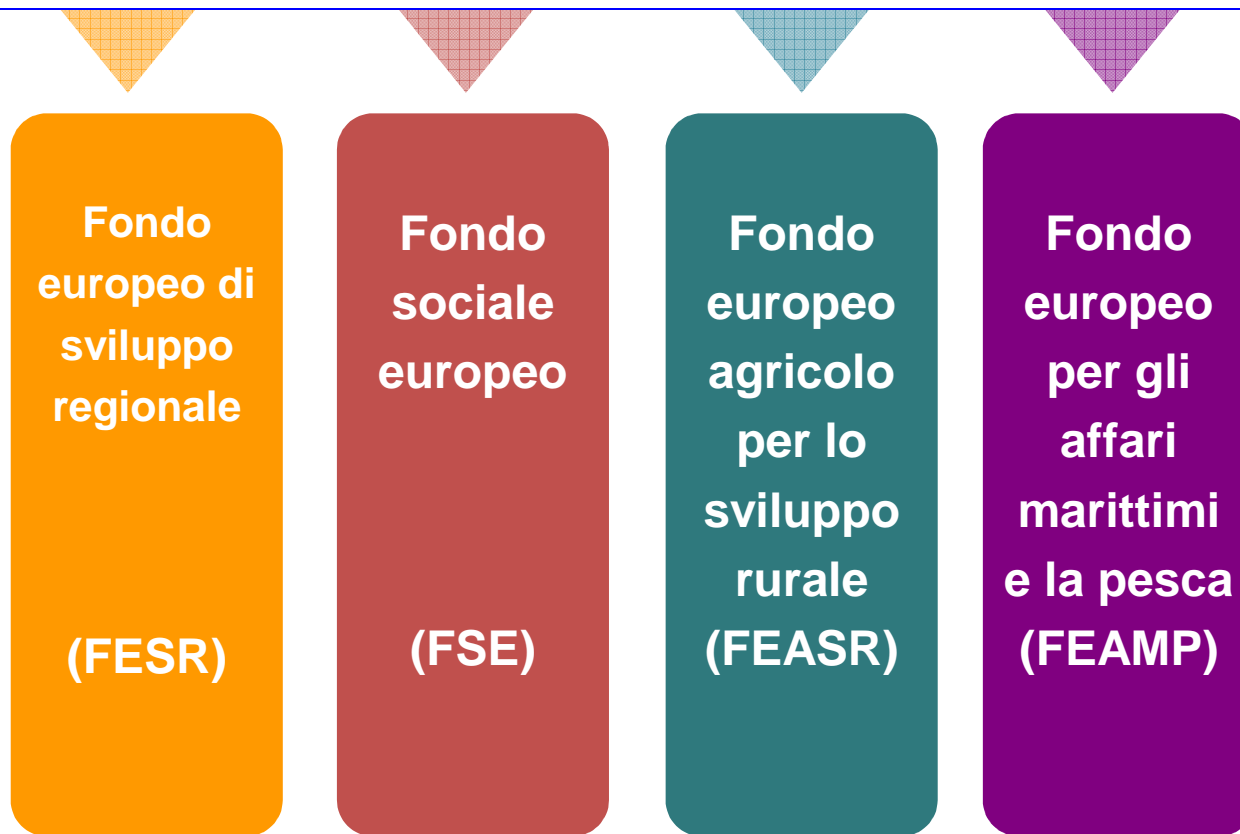 Fondo
europeo di
sviluppo
regionale
(FESR)
Fondo
sociale
europeo
(FSE)
Fondo
europeo
agricolo
per lo
sviluppo
rurale
(FEASR)
Fondo
europeo
per gli
affari
marittimi
e la pesca
(FEAMP)